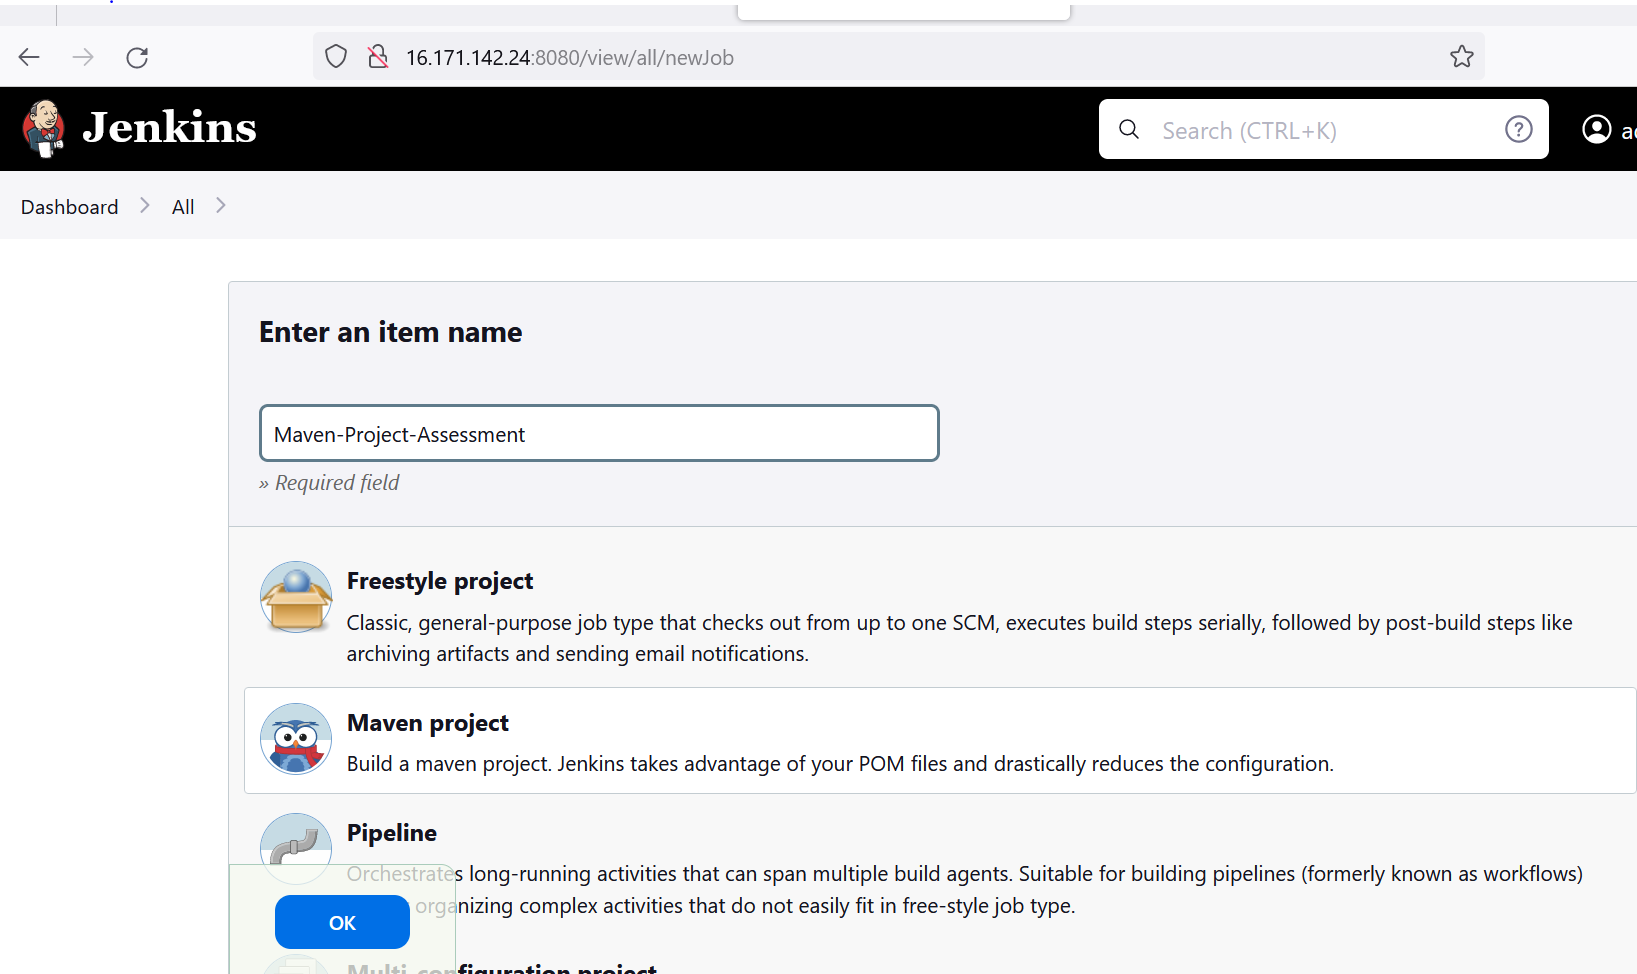 16.171.142.24:8080/view/all/newJob
Jenkins
Search (CTRL+K)
Dashboard
All
Enter an item name
Maven-Project-Assessment
» Required field
Freestyle project
Classic, general-purpose job type that checks out from up to one SCM, executes build steps serially, followed by post-build steps like
archiving artifacts and sending email notifications.
Maven project
Build a maven project. Jenkins takes advantage of your POM files and drastically reduces the configuration.
Pipeline
Orchestrates long-running activities that can span multiple build agents. Suitable for building pipelines (formerly known as workflows)
organizing complex activities that do not easily fit in free-style job type.
OK
Multi-configuration project